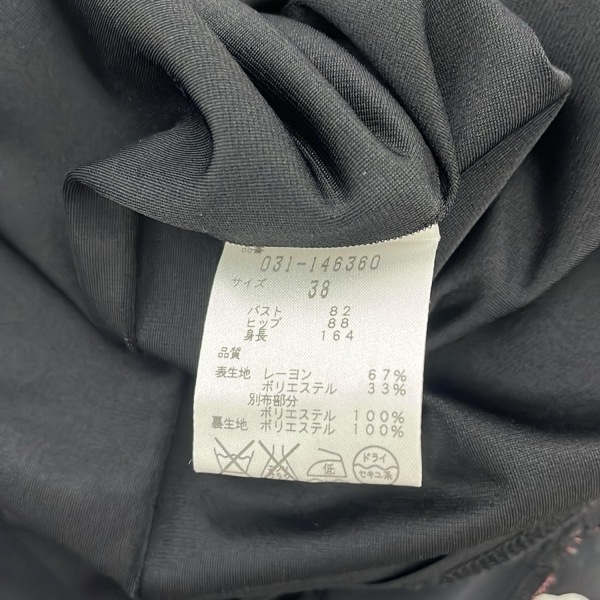 品番
031-146360
サイズ 38
バスト 82
ヒップ 88
身長 164
品質
表生地 レーヨン 67%
ポリエステル 33%
別布部分
ポリエステル 100%
裏生地 ポリエステル 100%
低 ドライ
セキユ系